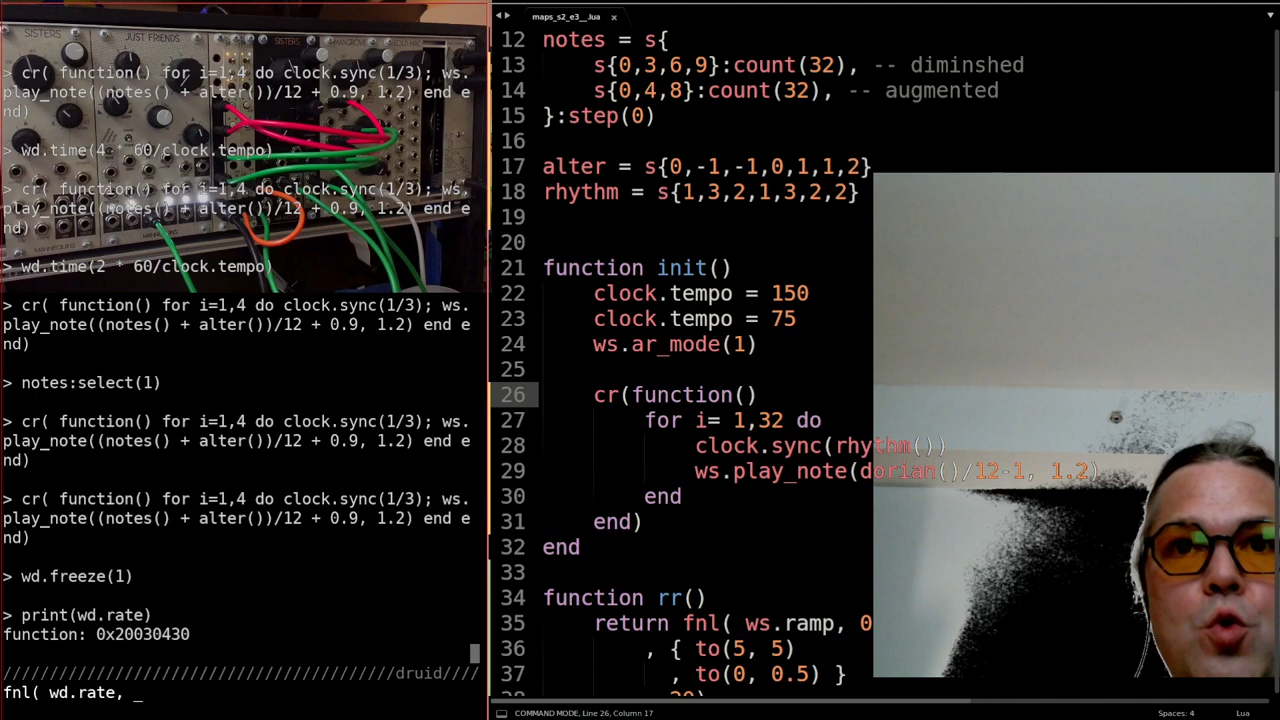 SISTERS
JUST FRIENDS
SISTERS
MANGROVE
COLD MAC
MANNEQUINS
MANNEQUINS
> cr( function() for i=1,4 do clock.sync(1/3); ws.
play_note((notes() + alter())/12 + 0.9, 1.2) end e
nd)
> wd.time(4 * 60/clock.tempo)
> cr( function() for i=1,4 do clock.sync(1/3); ws.
play_note((notes() + alter())/12 + 0.9, 1.2) end e
nd)
> wd.time(2 * 60/clock.tempo)
> cr( function() for i=1,4 do clock.sync(1/3); ws.
play_note((notes() + alter())/12 + 0.9, 1.2) end e
nd)
> notes:select(1)
> cr( function() for i=1,4 do clock.sync(1/3); ws.
play_note((notes() + alter())/12 + 0.9, 1.2) end e
nd)
> cr( function() for i=1,4 do clock.sync(1/3); ws.
play_note((notes() + alter())/12 + 0.9, 1.2) end e
nd)
> wd.freeze(1)
> print(wd.rate)
function: 0x20030430
//////////////////////////////////////////druid////
fnl( wd.rate, _
maps_s2_e3__.lua ×
12 notes = s{
13 s{0,3,6,9}:count(32), -- diminshed
14 s{0,4,8}:count(32), -- augmented
15 }:step(0)
16
17 alter = s{0,-1,-1,0,1,1,2}
18 rhythm = s{1,3,2,1,3,2,2}
19
20
21 function init()
22 clock.tempo = 150
23 clock.tempo = 75
24 ws.ar_mode(1)
25
26 cr(function()
27 for i= 1,32 do
28 clock.sync(rhythm())
29 ws.play_note(dorian()/12-1, 1.2)
30 end
31 end)
32 end
33
34 function rr()
35 return fnl( ws.ramp, 0
36 , { to(5, 5)
37 , to(0, 0.5) }
COMMAND MODE, Line 26, Column 17
Spaces: 4
Lua